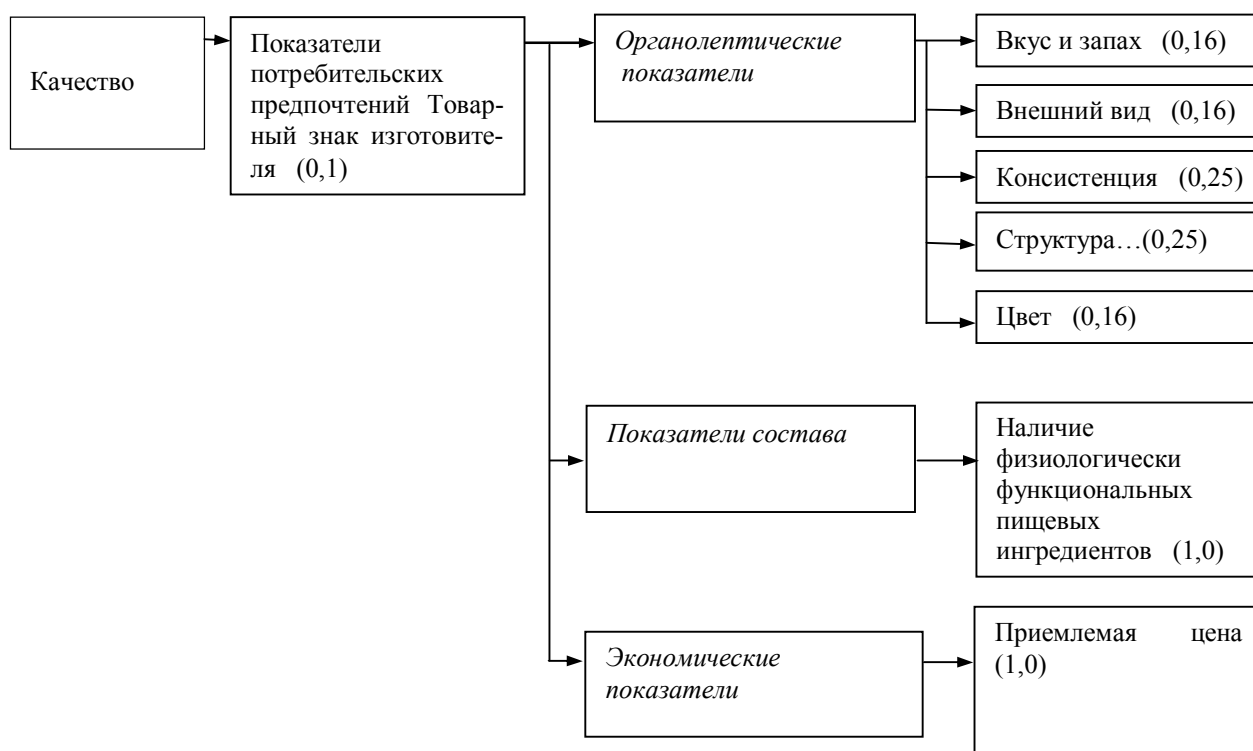 Качество
Показатели
потребительских
предпочтений Товар-
ный знак изготовите-
ля (0,1)
Органолептические
показатели
Вкус и запах (0,16)
Внешний вид (0,16)
Консистенция (0,25)
Структура…(0,25)
Цвет (0,16)
Показатели состава
Наличие
физиологически
функциональных
пищевых
ингредиентов (1,0)
Экономические
показатели
Приемлемая цена
(1,0)